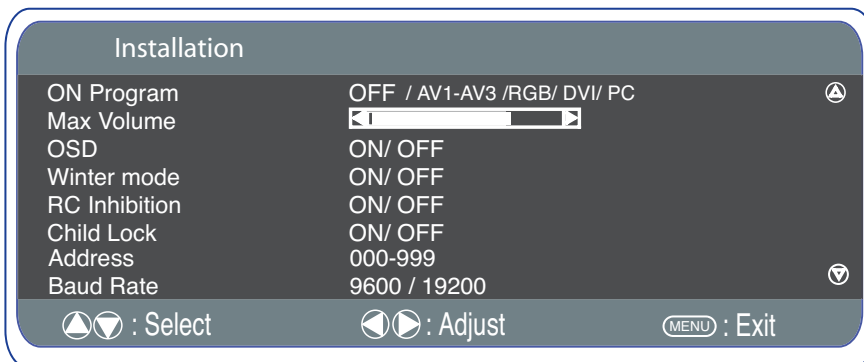 Installation
ON Program OFF / AV1-AV3 /RGB/ DVI/ PC
Max Volume
OSD ON/ OFF
Winter mode ON/ OFF
RC Inhibition ON/ OFF
Child Lock ON/ OFF
Address 000-999
Baud Rate 9600 / 19200
: Select : Adjust MENU : Exit